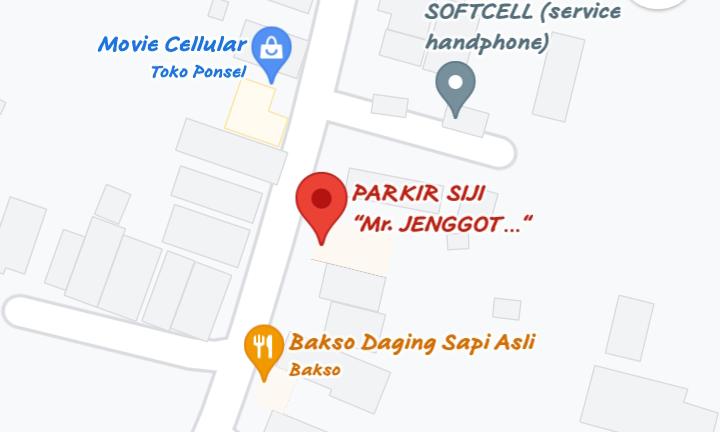 SOFTCELL (service
handphone)
Movie Cellular
Toko Ponsel
PARKIR SIJI
“Mr. JENGGOT...“
Bakso Daging Sapi Asli
Bakso